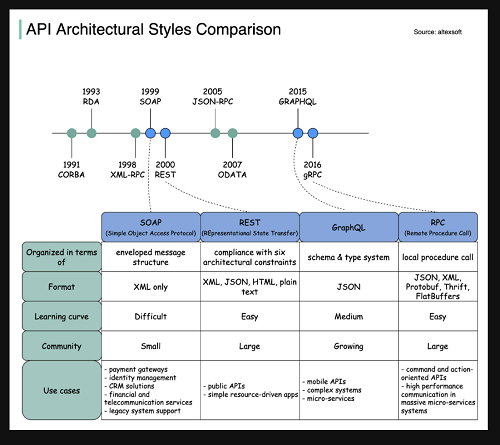 API Architectural Styles Comparison
Source: altexsoft
1993
RDA
1999
SOAP
2005
JSON-RPC
2015
GRAPHQL
1991
CORBA
1998
XML-RPC
2000
REST
2007
ODATA
2016
gRPC
SOAP
(Simple Object Access Protocol)
REST
(REpresentational State Transfer)
GraphQL
RPC
(Remote Procedure Call)
Organized in terms
of
enveloped message
structure
compliance with six
architectural constraints
schema & type system
local procedure call
Format
XML only
XML, JSON, HTML, plain
text
JSON
JSON, XML,
Protobuf, Thrift,
FlatBuffers
Learning curve
Difficult
Easy
Medium
Easy
Community
Small
Large
Growing
Large
Use cases
- payment gateways
- identity management
- CRM solutions
- financial and
telecommunication services
- legacy system support
- public APIs
- simple resource-driven apps
- mobile APIs
- complex systems
- micro-services
- command and action-
oriented APIs
- high performance
communication in
massive micro-services
systems